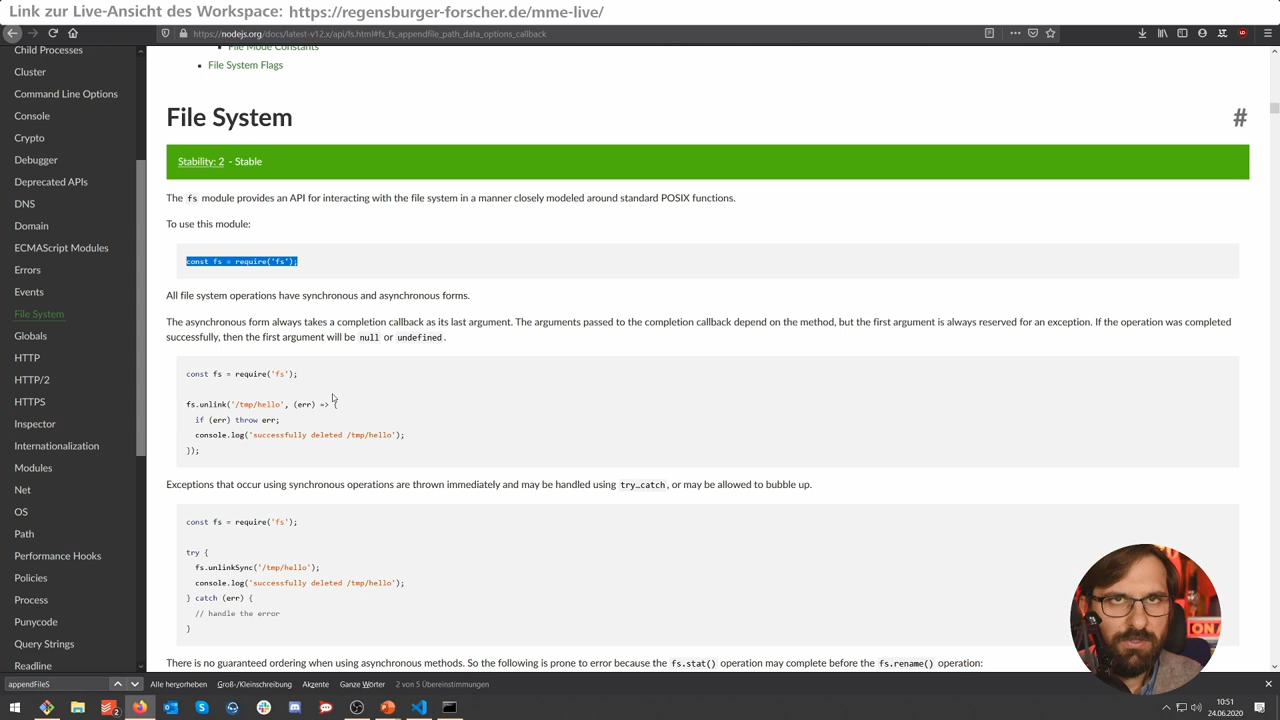 Link zur Live-Ansicht des Workspace: https://regensburger-forscher.de/mme-live/
https://nodejs.org/docs/latest-v12.x/api/fs.html#fs_fs_appendfile_path_data_options_callback
Child Processes
Cluster
Command Line Options
Console
Crypto
Debugger
Deprecated APIs
DNS
Domain
ECMAScript Modules
Errors
Events
File System
Globals
HTTP
HTTP/2
HTTPS
Inspector
Internationalization
Modules
Net
OS
Path
Performance Hooks
Policies
Process
Punycode
Query Strings
Readline
File Mode Constants
File System Flags
File System #
Stability: 2 - Stable
The fs module provides an API for interacting with the file system in a manner closely modeled around standard POSIX functions.
To use this module:
const fs = require('fs');
All file system operations have synchronous and asynchronous forms.
The asynchronous form always takes a completion callback as its last argument. The arguments passed to the completion callback depend on the method, but the first argument is always reserved for an exception. If the operation was completed
successfully, then the first argument will be null or undefined.
const fs = require('fs');
fs.unlink('/tmp/hello', (err) => {
if (err) throw err;
console.log('successfully deleted /tmp/hello');
});
Exceptions that occur using synchronous operations are thrown immediately and may be handled using try…catch, or may be allowed to bubble up.
const fs = require('fs');
try {
fs.unlinkSync('/tmp/hello');
console.log('successfully deleted /tmp/hello');
} catch (err) {
// handle the error
}
There is no guaranteed ordering when using asynchronous methods. So the following is prone to error because the fs.stat() operation may complete before the fs.rename() operation:
appendFileS
Alle hervorheben Groß-/Kleinschreibung Akzente Ganze Wörter 2 von 5 Übereinstimmungen
10:51
24.06.2020